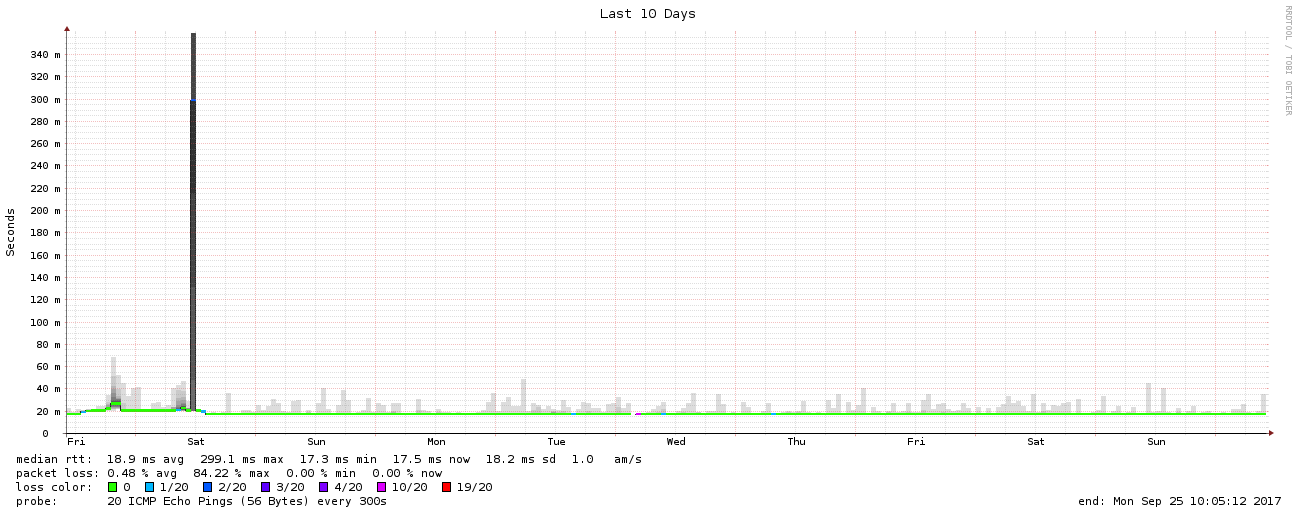 Last 10 Days
RRDTOOL / TOBI OETIKER
Seconds
340 m
320 m
300 m
280 m
260 m
240 m
220 m
200 m
180 m
160 m
140 m
120 m
100 m
80 m
60 m
40 m
20 m
0
Fri Sat Sun Mon Tue Wed Thu Fri Sat Sun
median rtt: 18.9 ms avg 299.1 ms max 17.3 ms min 17.5 ms now 18.2 ms sd 1.0 am/s
packet loss: 0.48 % avg 84.22 % max 0.00 % min 0.00 % now
loss color: 0 1/20 2/20 3/20 4/20 10/20 19/20
probe: 20 ICMP Echo Pings (56 Bytes) every 300s end: Mon Sep 25 10:05:12 2017